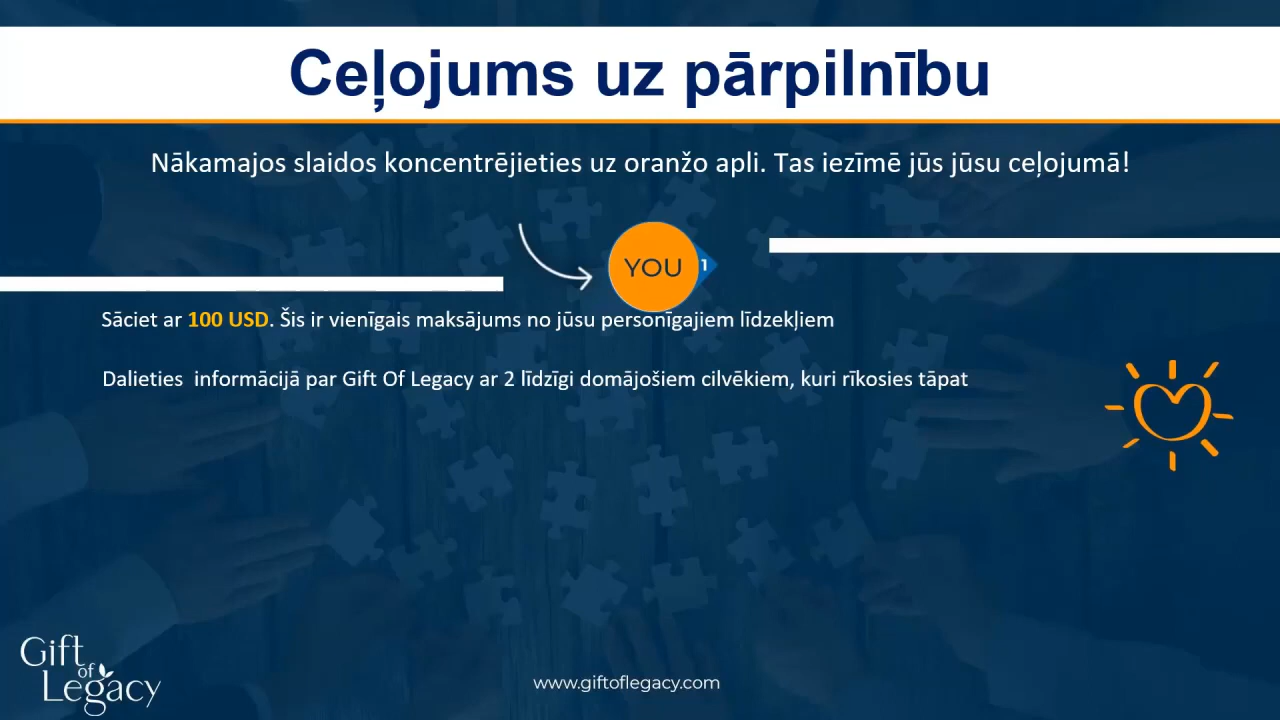 Ceļojums uz pārpilnību
Nākamajos slaidos koncentrējieties uz oranžo apli. Tas iezīmē jūs jūsu ceļojumā!
YOU 1
Sāciet ar 100 USD. Šis ir vienīgais maksājums no jūsu personīgajiem līdzekļiem
Dalieties informācijā par Gift Of Legacy ar 2 līdzīgi domājošiem cilvēkiem, kuri rīkosies tāpat
Gift
of
Legacy
www.giftoflegacy.com